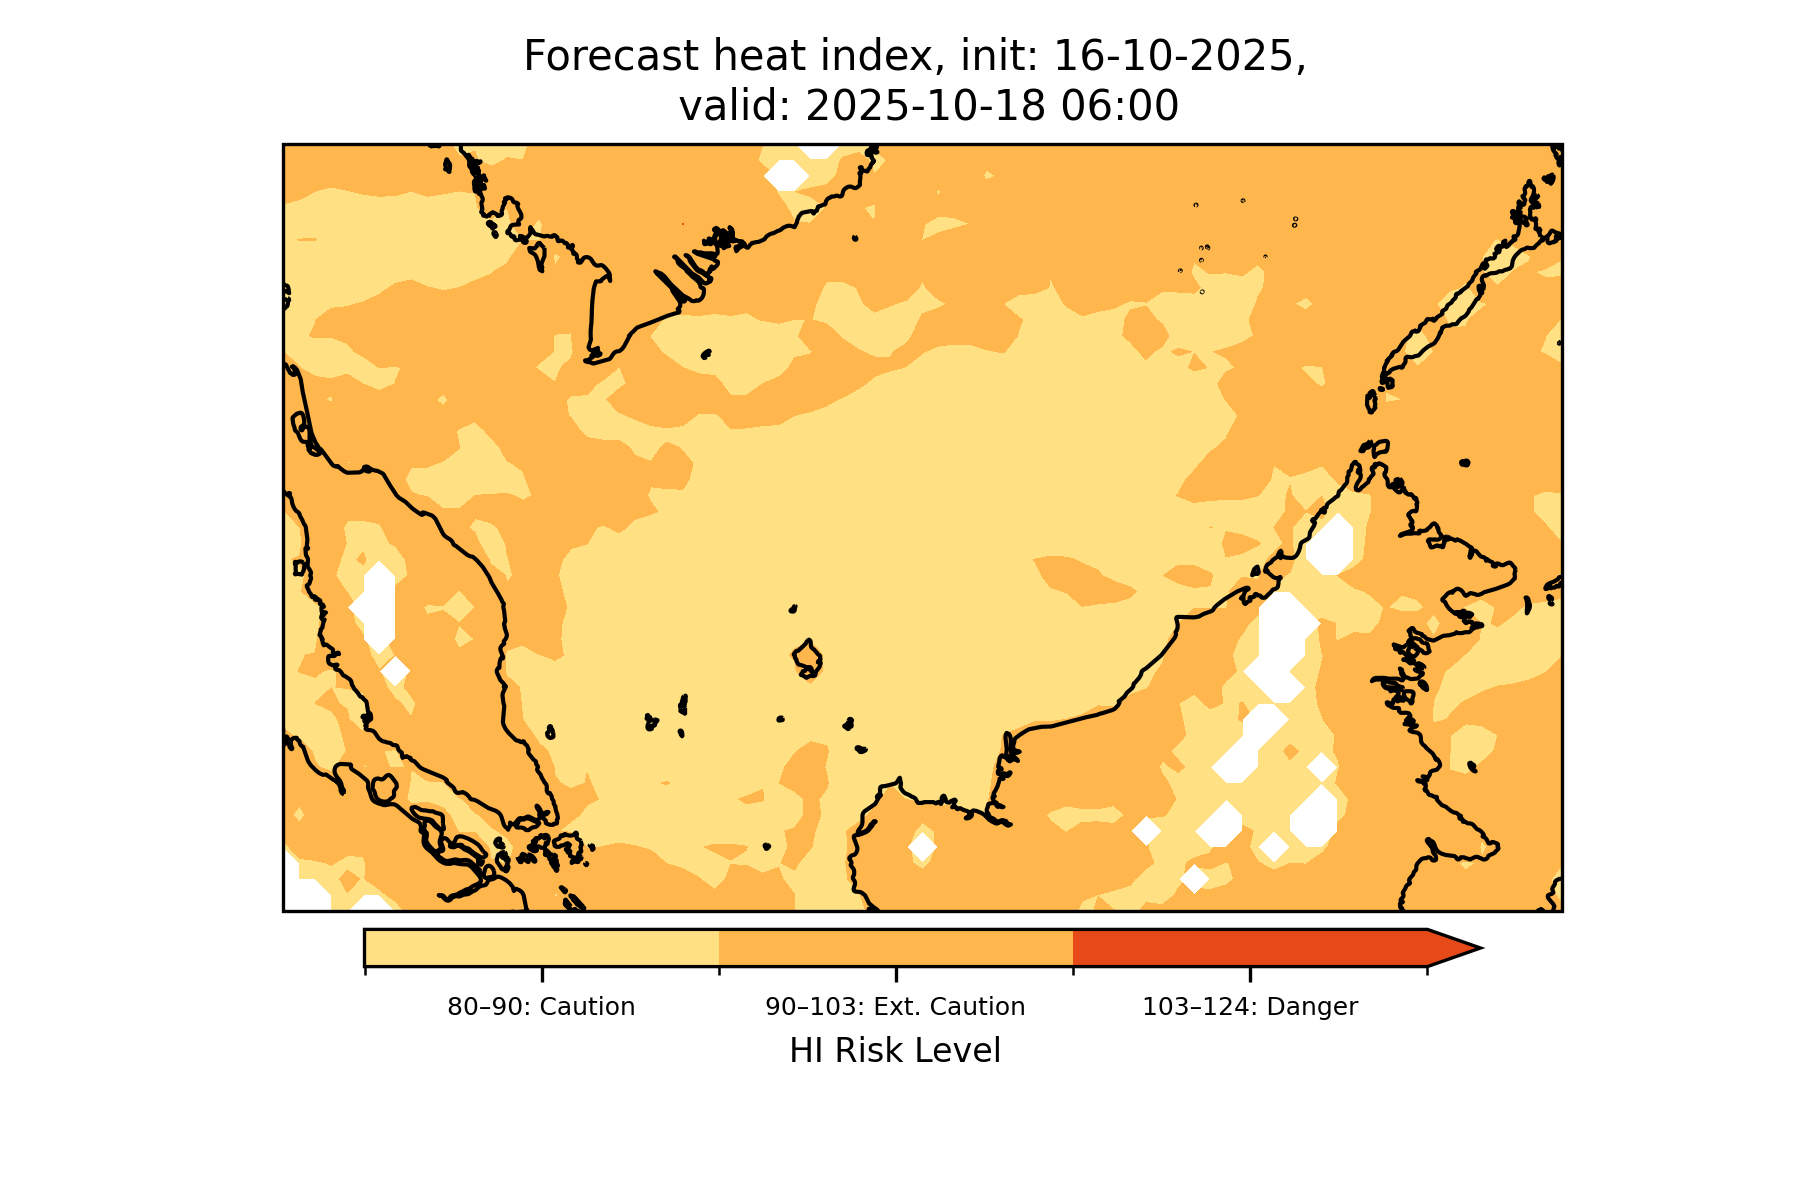 Forecast heat index, init: 16-10-2025,
valid: 2025-10-18 06:00
80–90: Caution
90–103: Ext. Caution
103–124: Danger
HI Risk Level